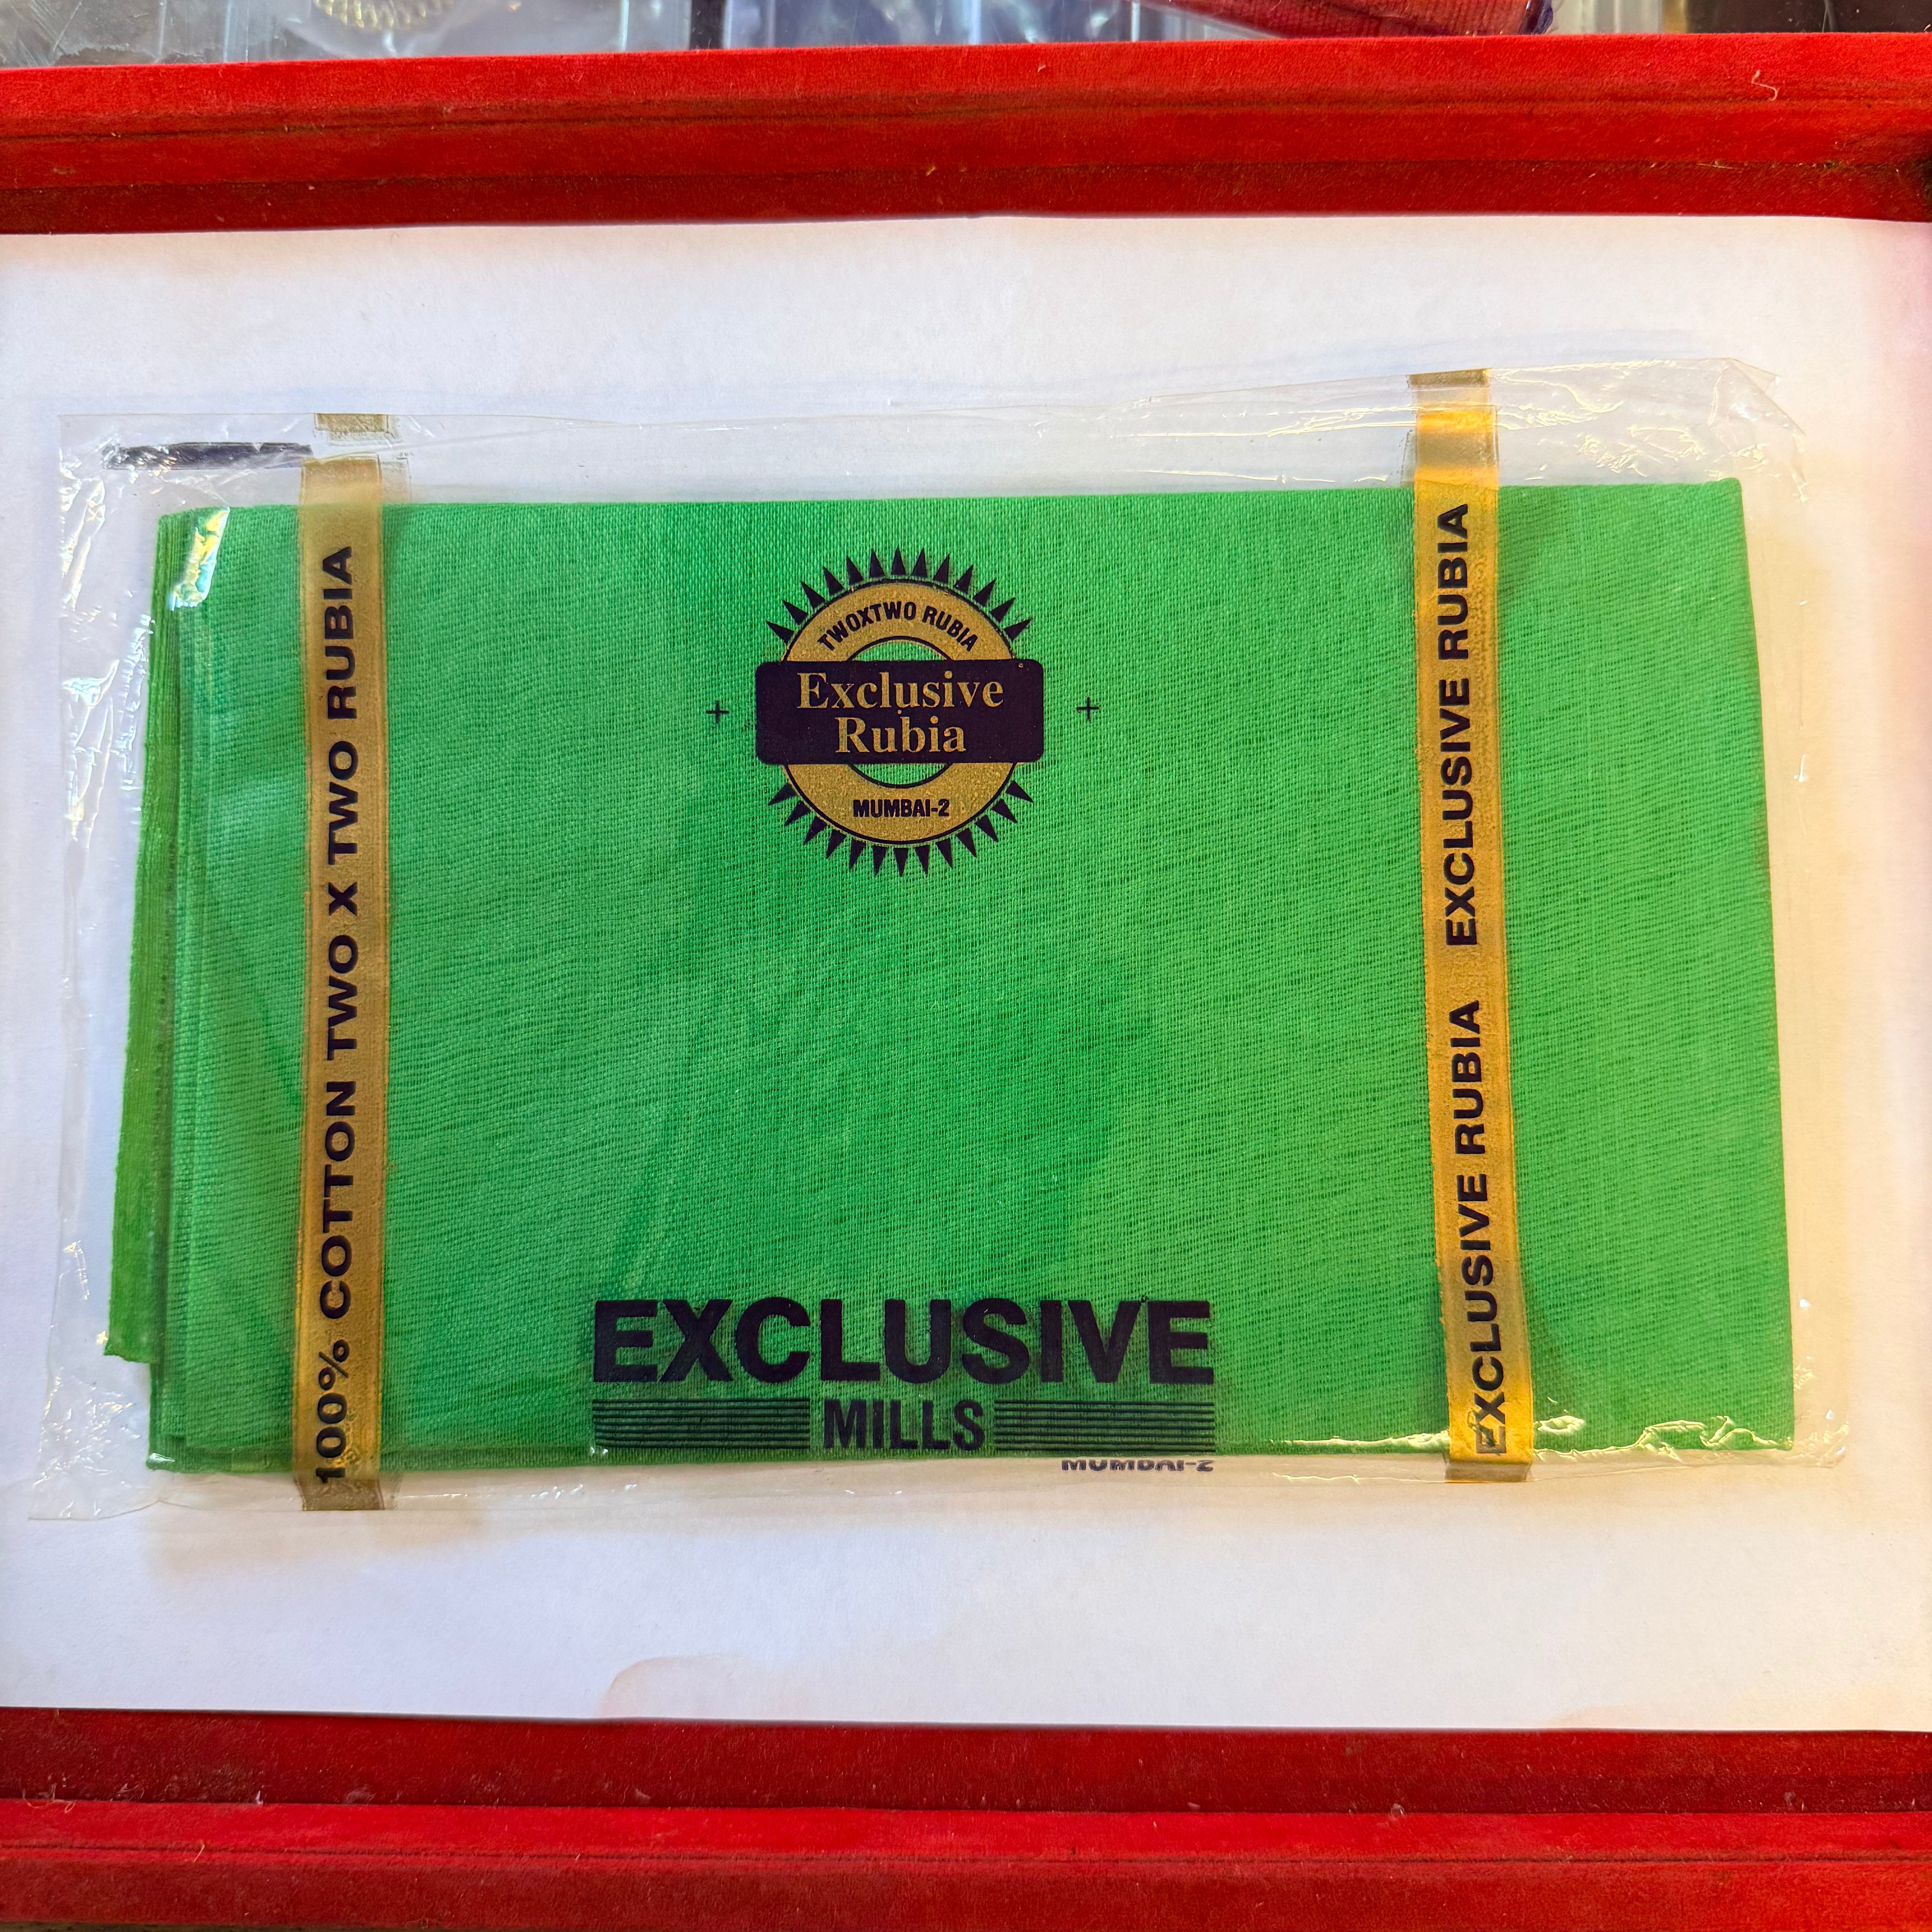 100% COTTON TWO X TWO RUBIA
TWOXTWO RUBIA
Exclusive
Rubia
MUMBAI-2
EXCLUSIVE RUBIA EXCLUSIVE RUBIA
EXCLUSIVE
MILLS
MUMBAI-2